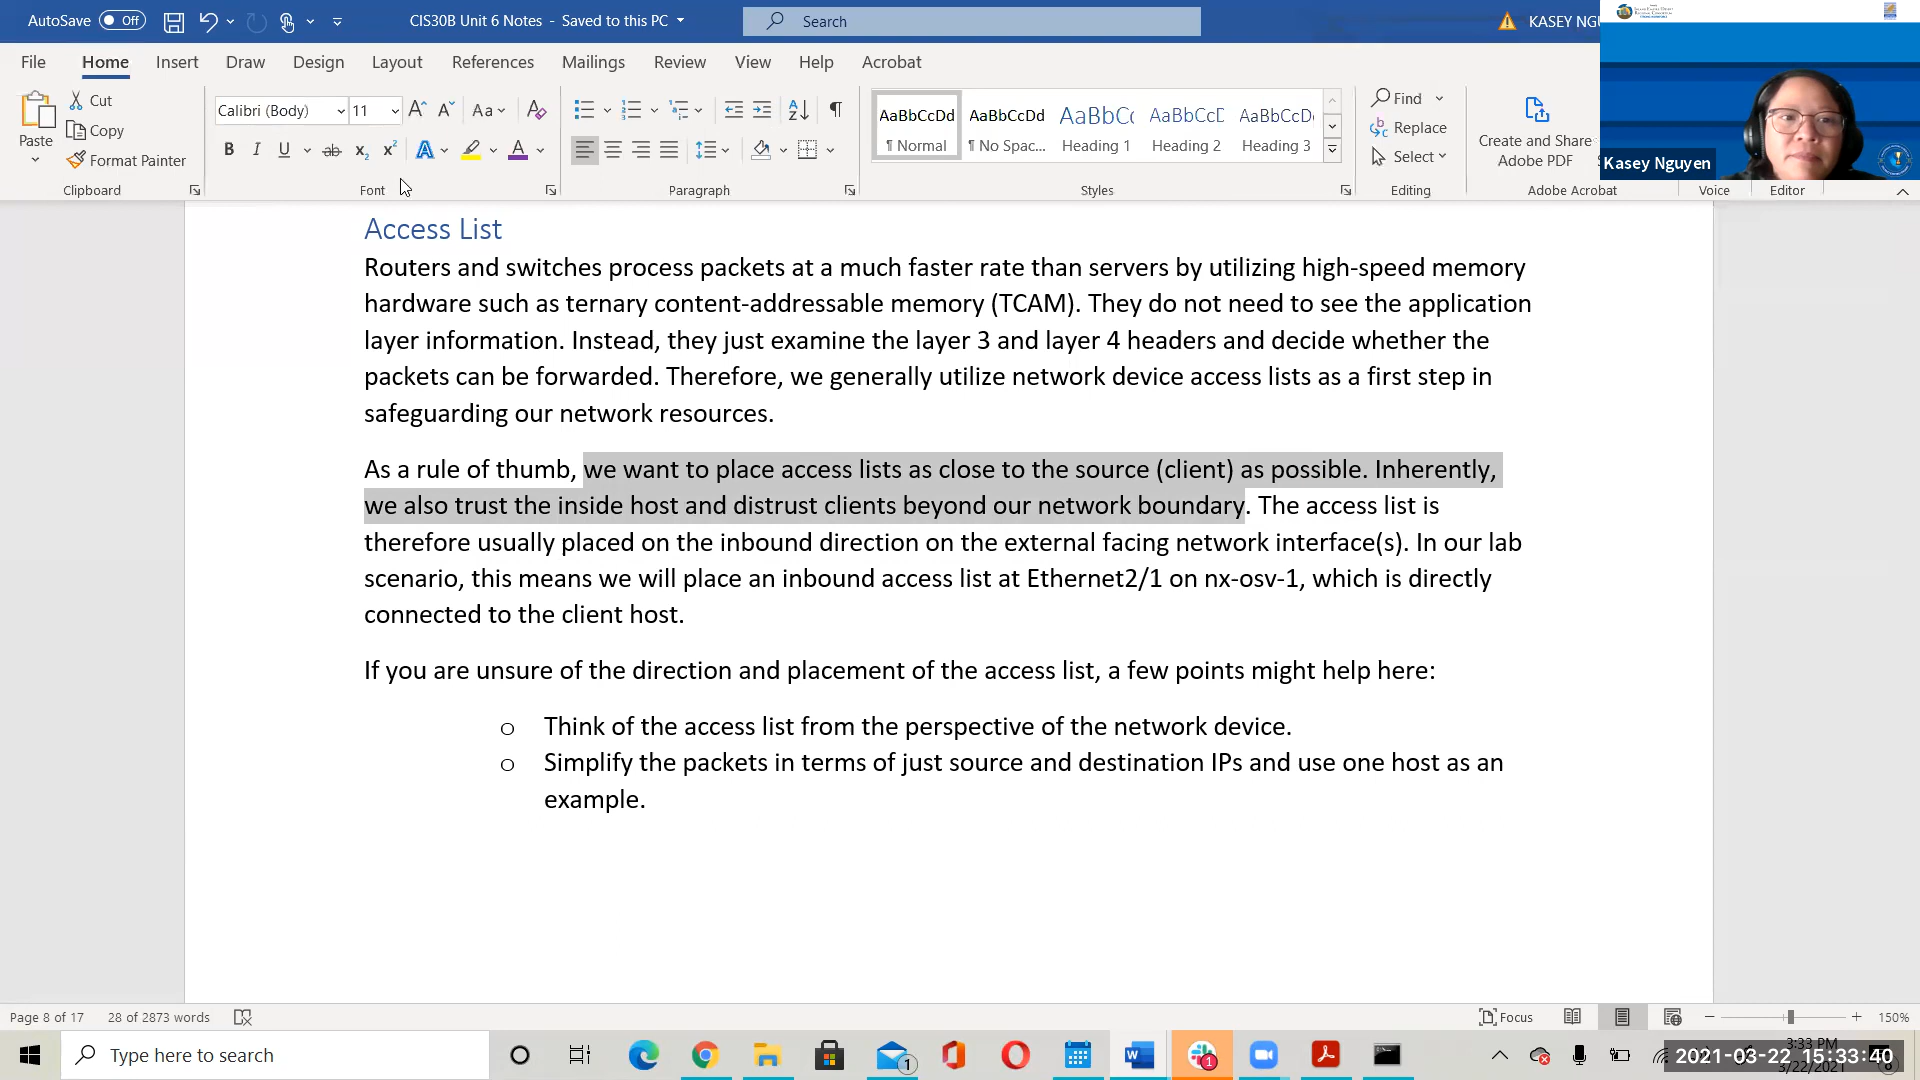 AutoSave Off CIS30B Unit 6 Notes - Saved to this PC Search KASEY
File Home Insert Draw Design Layout References Mailings Review View Help Acrobat
Paste Cut Copy Format Painter
Calibri (Body) 11 Aa
B I U ab x2 x2 A A
AaBbCcDd AaBbCcDd AaBbCc AaBbCcD AaBbCcD
¶ Normal ¶ No Spac... Heading 1 Heading 2 Heading 3
Find Replace Select
Create and Share
Adobe PDF
Kasey Nguyen
Clipboard Font Paragraph Styles Editing Adobe Acrobat Voice Editor
Access List
Routers and switches process packets at a much faster rate than servers by utilizing high-speed memory
hardware such as ternary content-addressable memory (TCAM). They do not need to see the application
layer information. Instead, they just examine the layer 3 and layer 4 headers and decide whether the
packets can be forwarded. Therefore, we generally utilize network device access lists as a first step in
safeguarding our network resources.
As a rule of thumb, we want to place access lists as close to the source (client) as possible. Inherently,
we also trust the inside host and distrust clients beyond our network boundary. The access list is
therefore usually placed on the inbound direction on the external facing network interface(s). In our lab
scenario, this means we will place an inbound access list at Ethernet2/1 on nx-osv-1, which is directly
connected to the client host.
If you are unsure of the direction and placement of the access list, a few points might help here:
o Think of the access list from the perspective of the network device.
o Simplify the packets in terms of just source and destination IPs and use one host as an
example.
Page 8 of 17 28 of 2873 words Focus 150%
Type here to search
3:33 PM
2021-03-22 15:33:40